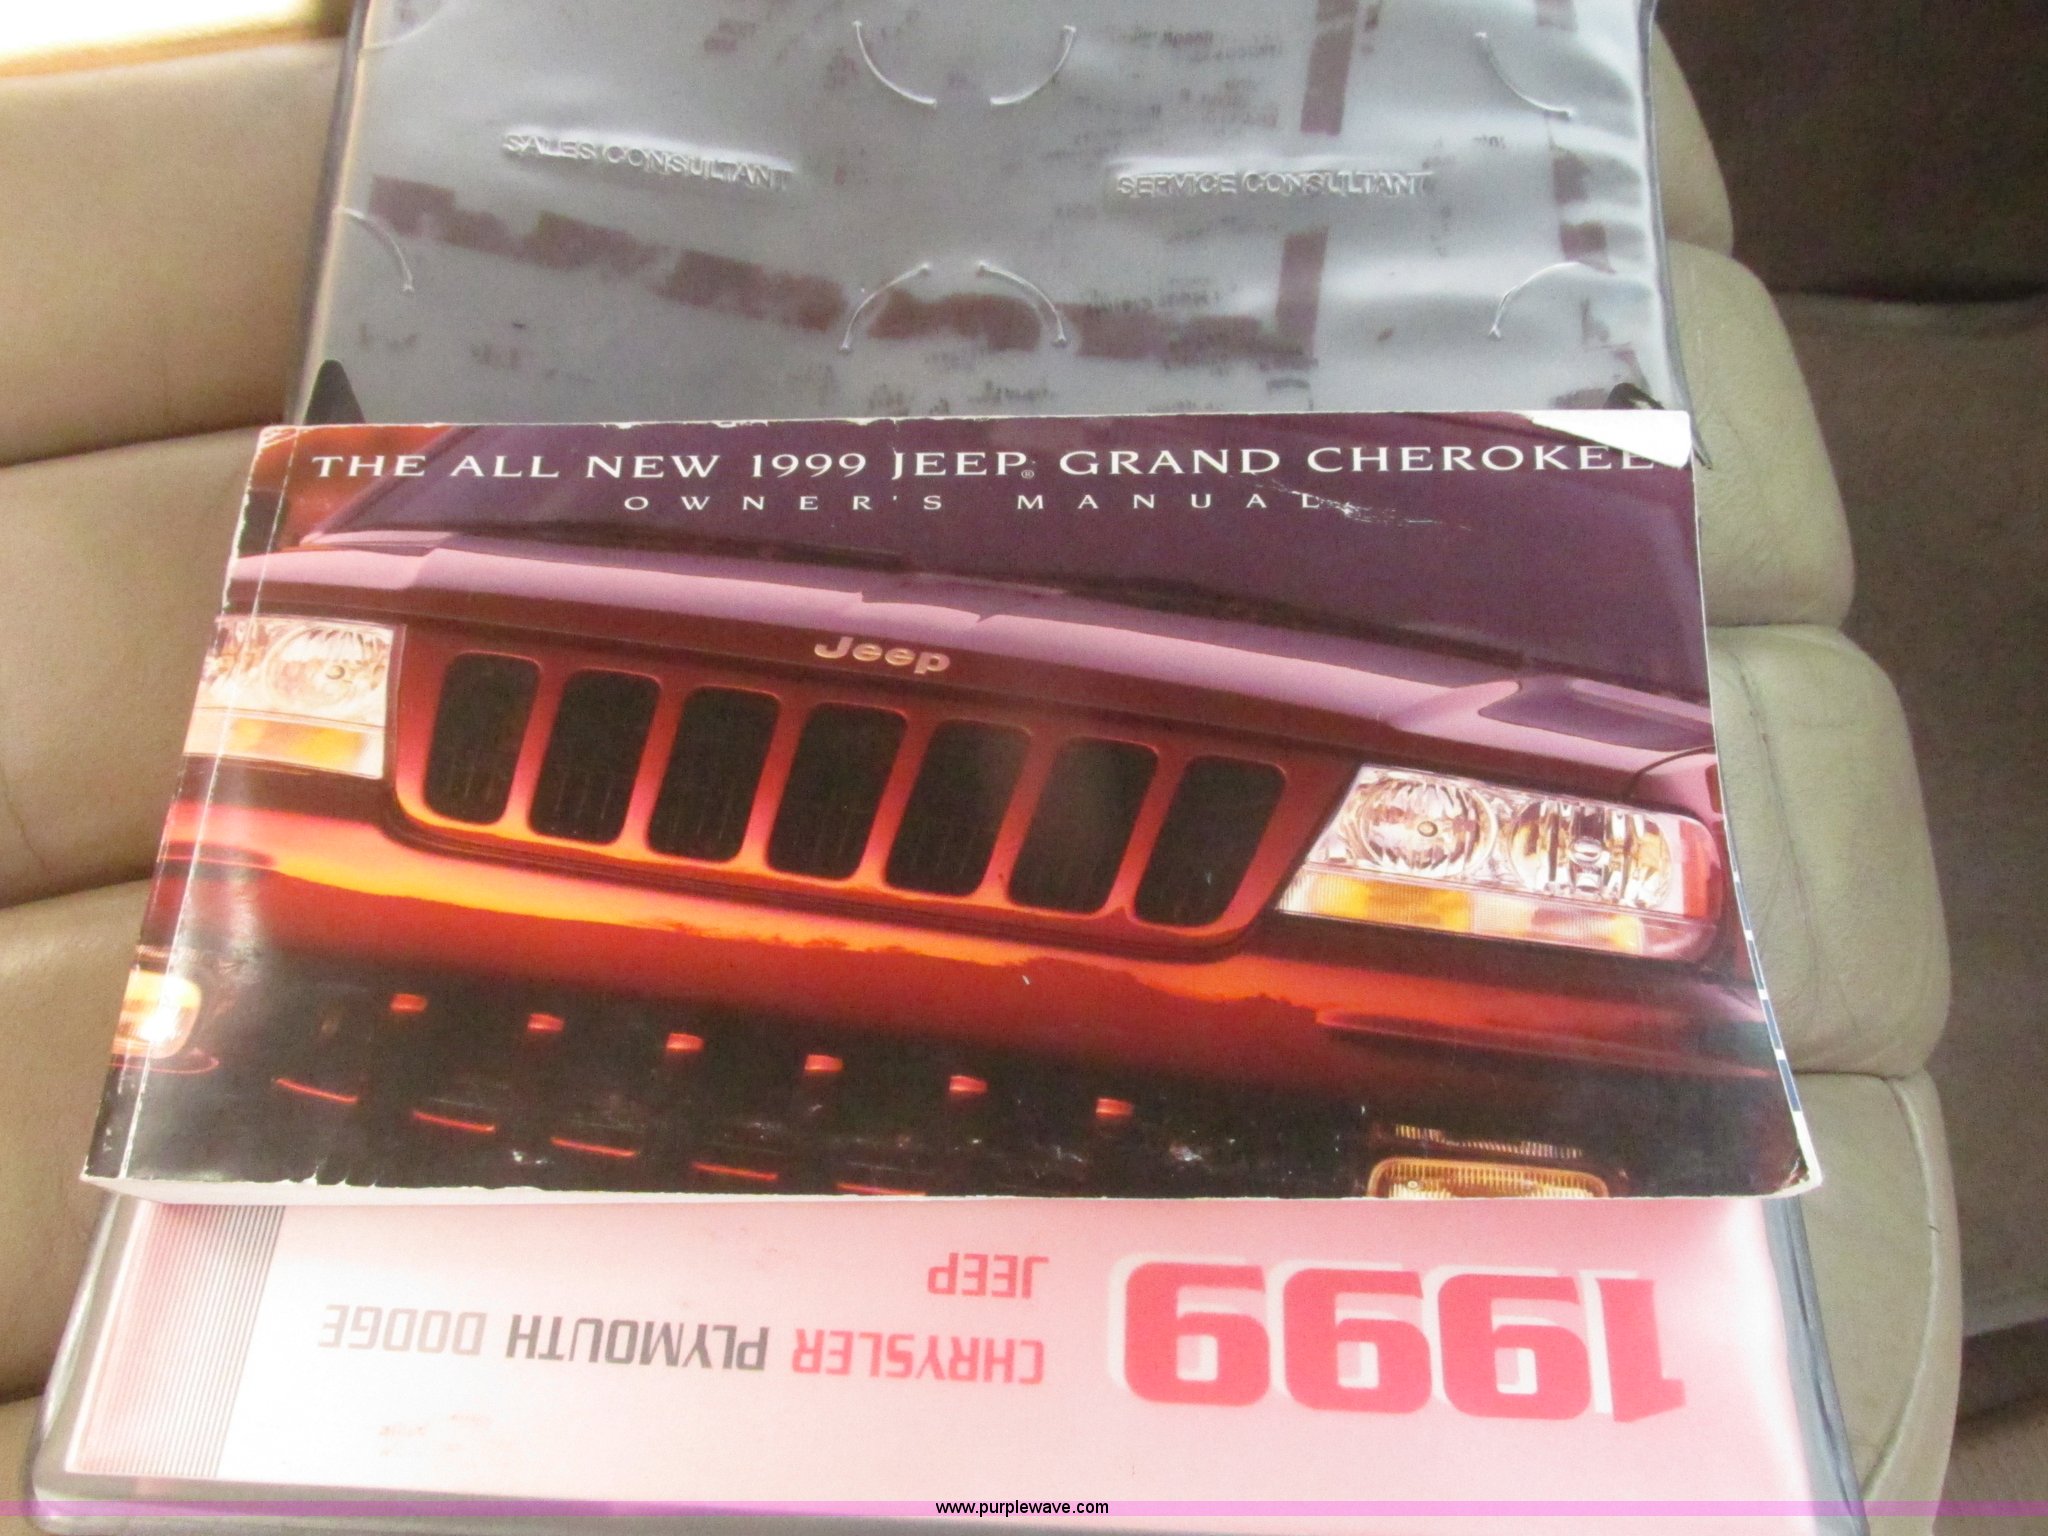 SALES CONSULTANT
SERVICE CONSULTANT
THE ALL NEW 1999 JEEP® GRAND CHEROKEE
OWNER'S MANUAL
Jeep
1999
JEEP
CHRYSLER PLYMOUTH DODGE
www.purplewave.com